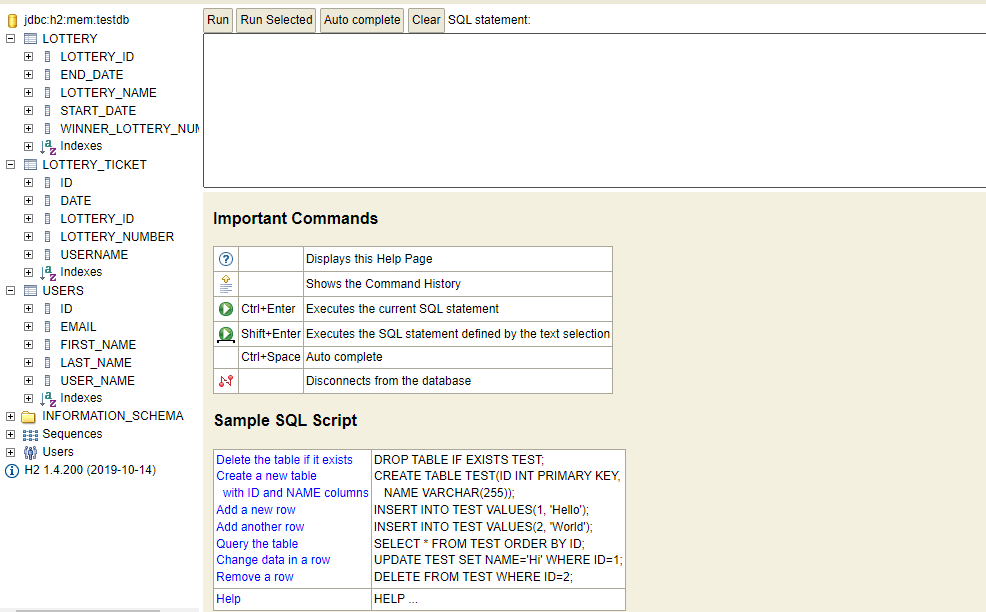 jdbc:h2:mem:testdb
LOTTERY
LOTTERY_ID
END_DATE
LOTTERY_NAME
START_DATE
WINNER_LOTTERY_NUM
Indexes
LOTTERY_TICKET
ID
DATE
LOTTERY_ID
LOTTERY_NUMBER
USERNAME
Indexes
USERS
ID
EMAIL
FIRST_NAME
LAST_NAME
USER_NAME
Indexes
INFORMATION_SCHEMA
Sequences
Users
H2 1.4.200 (2019-10-14)
Run Run Selected Auto complete Clear SQL statement:
Important Commands
Displays this Help Page
Shows the Command History
Ctrl+Enter Executes the current SQL statement
Shift+Enter Executes the SQL statement defined by the text selection
Ctrl+Space Auto complete
Disconnects from the database
Sample SQL Script
Delete the table if it exists DROP TABLE IF EXISTS TEST;
Create a new table CREATE TABLE TEST(ID INT PRIMARY KEY,
with ID and NAME columns NAME VARCHAR(255));
Add a new row INSERT INTO TEST VALUES(1, 'Hello');
Add another row INSERT INTO TEST VALUES(2, 'World');
Query the table SELECT * FROM TEST ORDER BY ID;
Change data in a row UPDATE TEST SET NAME='Hi' WHERE ID=1;
Remove a row DELETE FROM TEST WHERE ID=2;
Help HELP ...